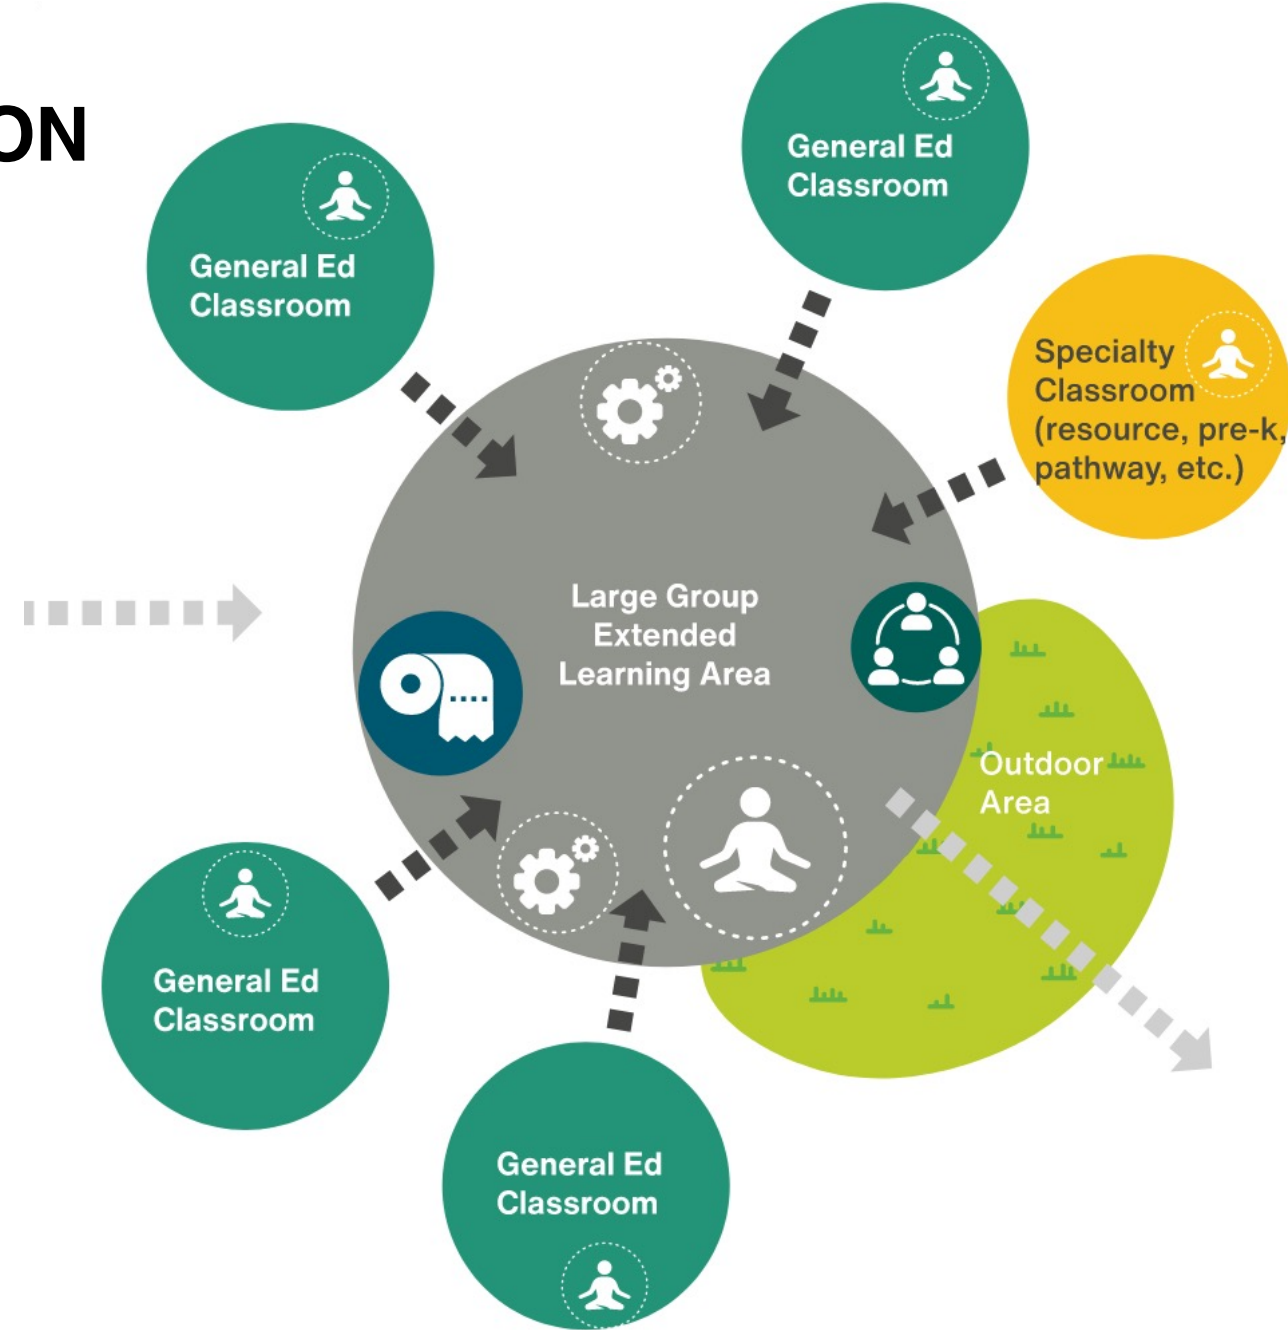 ON
General Ed
Classroom
General Ed
Classroom
Specialty
Classroom
(resource, pre-k,
pathway, etc.)
Large Group
Extended
Learning Area
Outdoor
Area
General Ed
Classroom
General Ed
Classroom